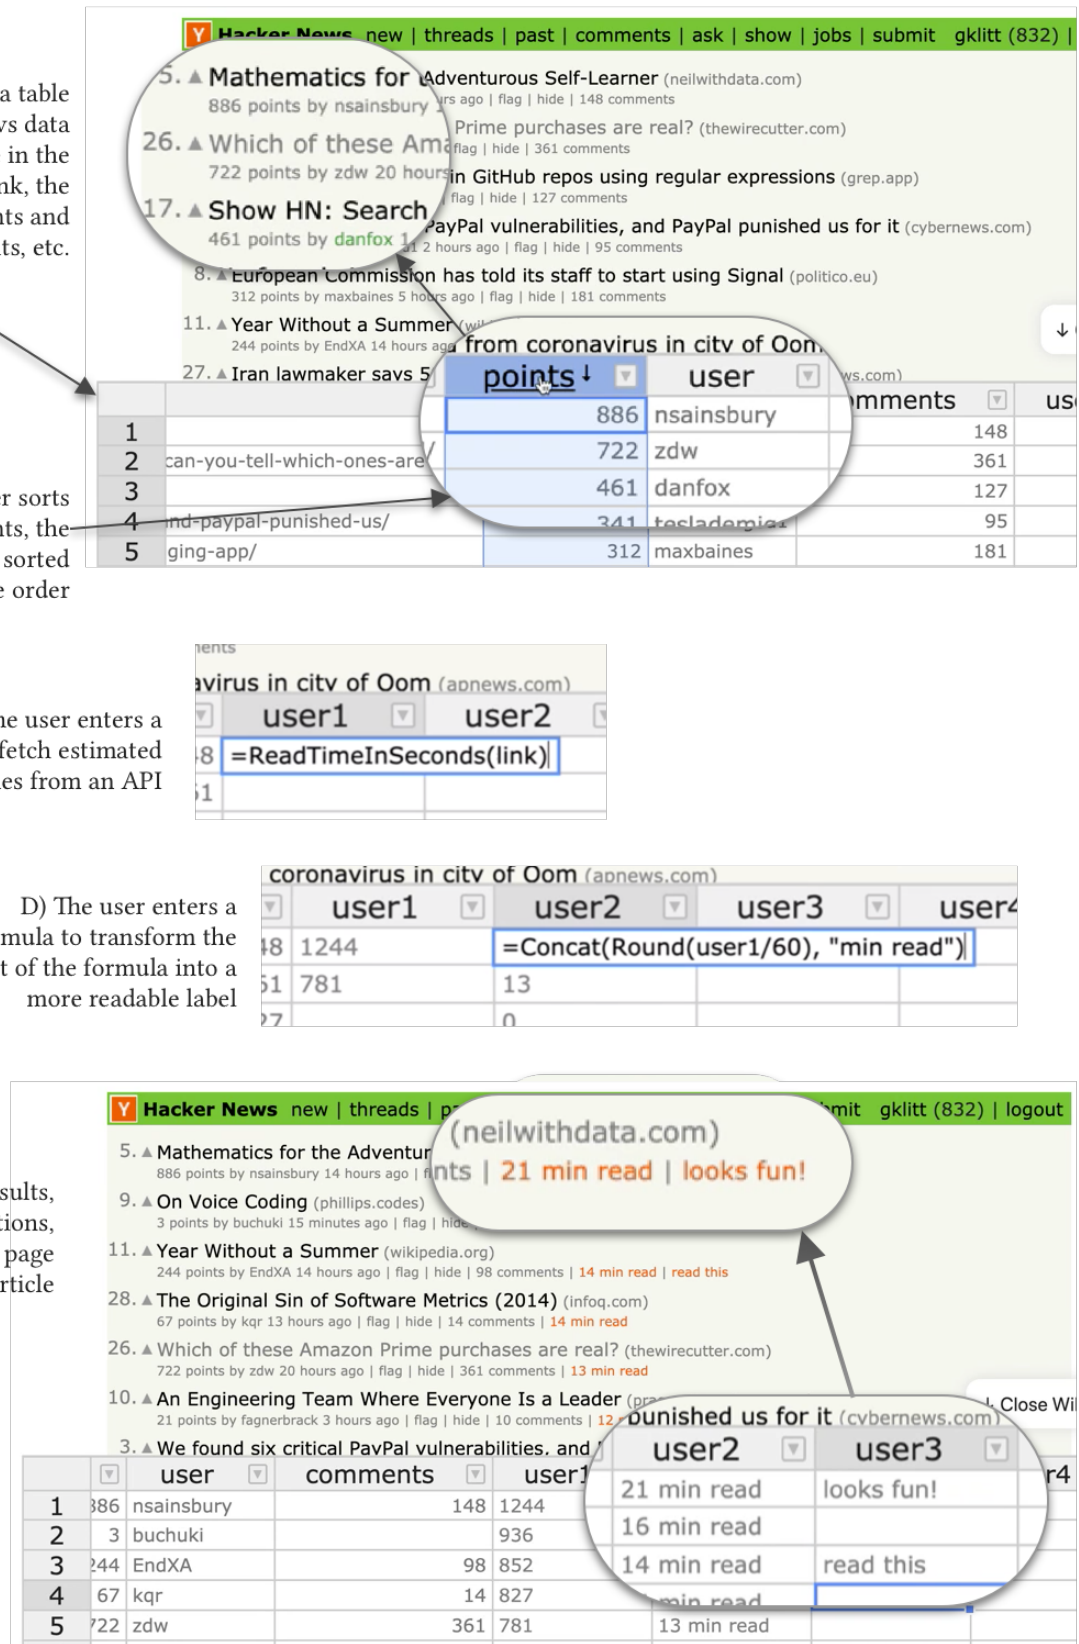 Hacker News new | threads | past | comments | ask | show | jobs | submit gklitt (832) |
5. Mathematics for Adventurous Self-Learner (neilwithdata.com)
886 points by nsainsbury ago | flag | hide | 148 comments
26. Which of these Prime purchases are real? (thewirecutter.com)
722 points by zdw 20 hours flag | hide | 361 comments
17. Show HN: Search in GitHub repos using regular expressions (grep.app)
461 points by danfox flag | hide | 127 comments
PayPal vulnerabilities, and PayPal punished us for it (cybernews.com)
2 hours ago | flag | hide | 95 comments
8. European Commission has told its staff to start using Signal (politico.eu)
312 points by maxbaines 5 hours ago | flag | hide | 181 comments
11. Year Without a Summer
244 points by EndXA 14 hours
from coronavirus in city of Oom
27. Iran lawmaker says
a table
data
in the
the
and
etc.
points ↓ user
1 886 nsainsbury 148
2 can-you-tell-which-ones-are 722 zdw 361
3 461 danfox 127
4 nd-paypal-punished-us/ 341 95
5 ging-app/ 312 maxbaines 181
sorts
the
sorted
order
coronavirus in city of Oom (apnews.com)
user1 user2
=ReadTimeInSeconds(link)
user enters a
fetch estimated
from an API
coronavirus in city of Oom (apnews.com)
user1 user2 user3 user4
1244 =Concat(Round(user1/60), "min read")
781 13
0
D) The user enters a
to transform the
of the formula into a
more readable label
Hacker News new | threads | gklitt (832) | logout
(neilwithdata.com)
5. Mathematics for the
886 points by nsainsbury 14 hours ago | 21 min read | looks fun!
9. On Voice Coding (phillips.codes)
3 points by buchuki 15 minutes ago | flag |
11. Year Without a Summer (wikipedia.org)
244 points by EndXA 14 hours ago | flag | hide | 98 comments | 14 min read | read this
28. The Original Sin of Software Metrics (2014) (infoq.com)
67 points by kqr 13 hours ago | flag | hide | 14 comments | 14 min read
26. Which of these Amazon Prime purchases are real? (thewirecutter.com)
722 points by zdw 20 hours ago | flag | hide | 361 comments | 13 min read
10. An Engineering Team Where Everyone Is a Leader
21 points by fagnerbrack 3 hours ago | flag | hide | 10 comments | 12
Close
3. We found six critical PayPal vulnerabilities, and punished us for it (cybernews.com)
page
user comments user1 user2 user3
1 886 nsainsbury 148 1244 21 min read looks fun!
2 3 buchuki 936 16 min read
3 244 EndXA 98 852 14 min read read this
4 67 kqr 14 827 min read
5 722 zdw 361 781 13 min read